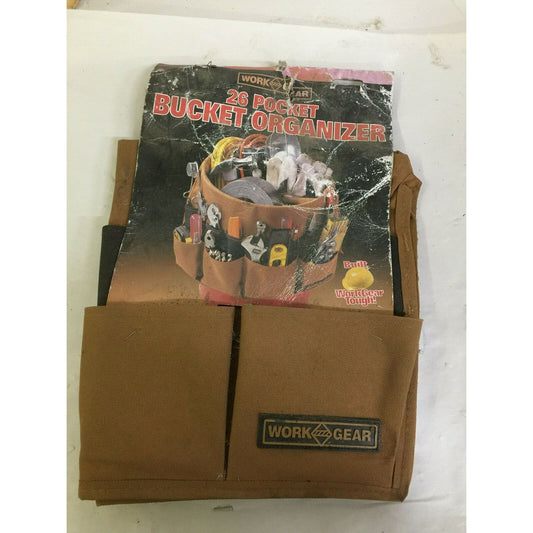 WORK GEAR
26 POCKET
BUCKET ORGANIZER
Built
WorkGear
Tough!
WORK GEAR